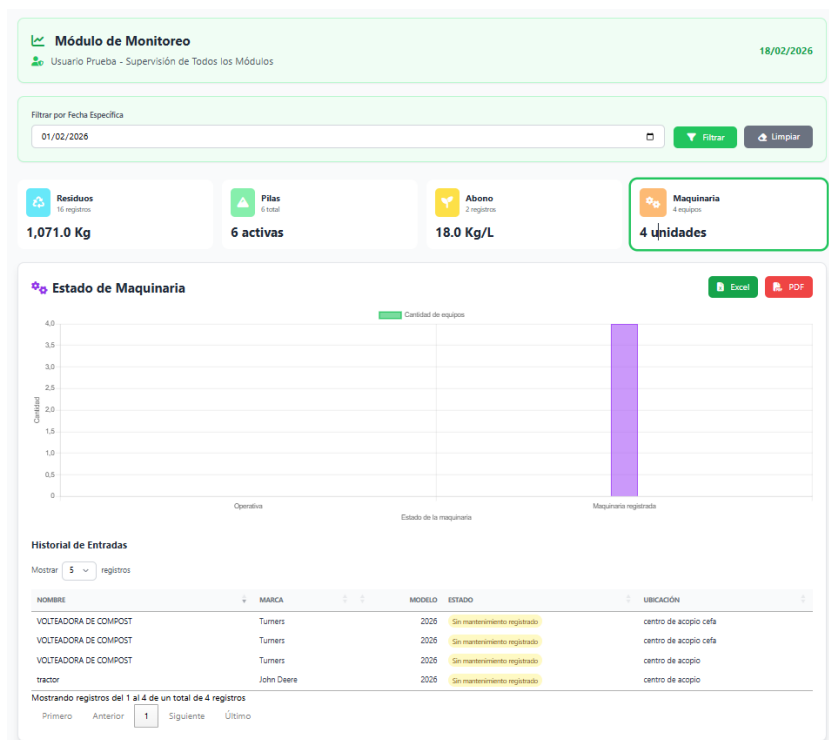 Módulo de Monitoreo
Usuario Prueba - Supervisión de Todos los Módulos
18/02/2026
Filtrar por Fecha Específica
01/02/2026
Filtrar
Limpiar
Residuos
16 registros
1,071.0 Kg
Pilas
6 total
6 activas
Abono
2 registros
18.0 Kg/L
Maquinaria
4 equipos
4 unidades
Estado de Maquinaria
Excel
PDF
Cantidad de equipos
4,0
3,5
3,0
2,5
2,0
1,5
1,0
0,5
0
Cantidad
Operativa
Maquinaria registrada
Estado de la maquinaria
Historial de Entradas
Mostrar 5 registros
NOMBRE MARCA MODELO ESTADO UBICACIÓN
VOLTEADORA DE COMPOST Turners 2026 Sin mantenimiento registrado centro de acopio cefa
VOLTEADORA DE COMPOST Turners 2026 Sin mantenimiento registrado centro de acopio cefa
VOLTEADORA DE COMPOST Turners 2026 Sin mantenimiento registrado centro de acopio
tractor John Deere 2026 Sin mantenimiento registrado centro de acopio
Mostrando registros del 1 al 4 de un total de 4 registros
Primero Anterior 1 Siguiente Último